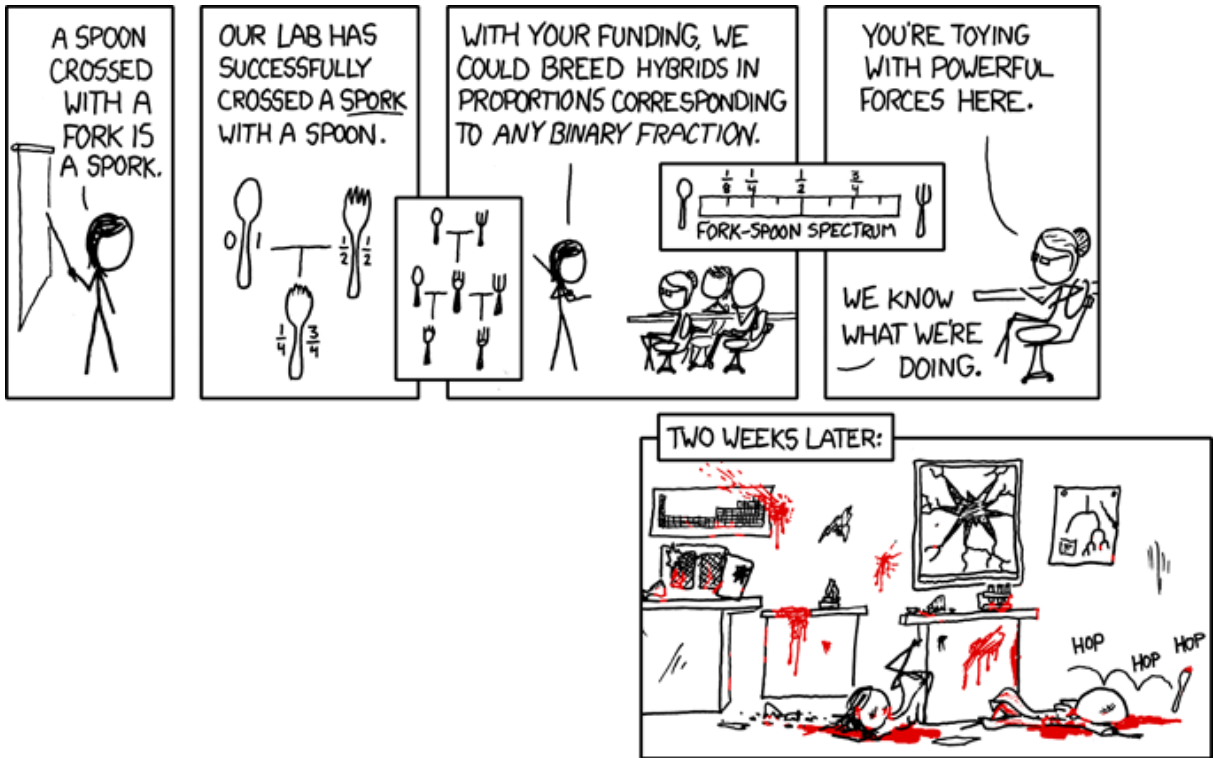 A SPOON
CROSSED
WITH A
FORK IS
A SPORK.
OUR LAB HAS
SUCCESSFULLY
CROSSED A SPORK
WITH A SPOON.
0 1
1/2 1/2
1/4 3/4
WITH YOUR FUNDING, WE
COULD BREED HYBRIDS IN
PROPORTIONS CORRESPONDING
TO ANY BINARY FRACTION.
1/8 1/4 1/2 3/4
FORK-SPOON SPECTRUM
YOU'RE TOYING
WITH POWERFUL
FORCES HERE.
WE KNOW
WHAT WE'RE
DOING.
TWO WEEKS LATER:
HOP
HOP
HOP